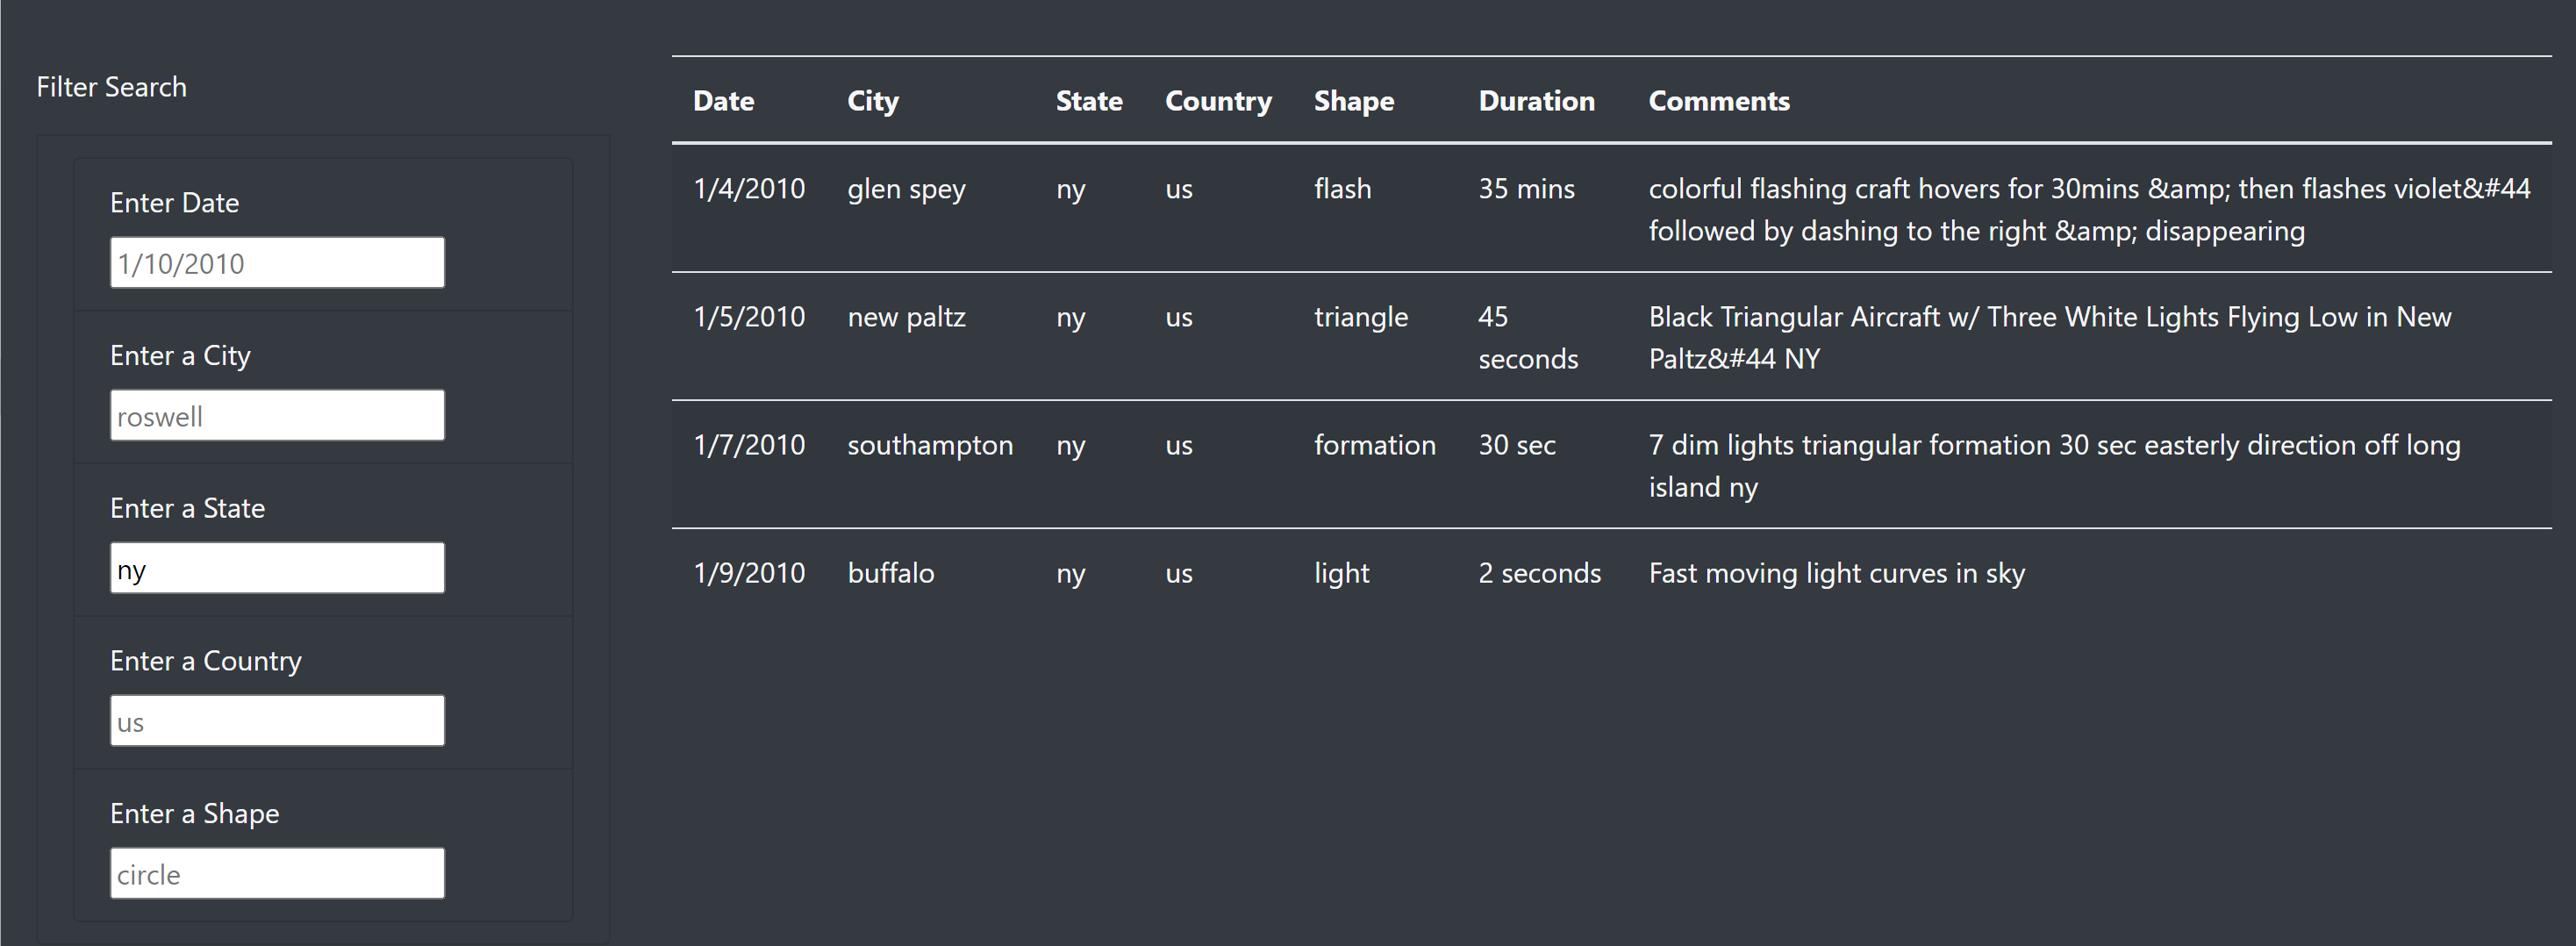 Filter Search
Enter Date
1/10/2010
Enter a City
roswell
Enter a State
ny
Enter a Country
us
Enter a Shape
circle
Date City State Country Shape Duration Comments
1/4/2010 glen spey ny us flash 35 mins colorful flashing craft hovers for 30mins &amp; then flashes violet&#44
followed by dashing to the right &amp; disappearing
1/5/2010 new paltz ny us triangle 45 Black Triangular Aircraft w/ Three White Lights Flying Low in New
seconds Paltz&#44 NY
1/7/2010 southampton ny us formation 30 sec 7 dim lights triangular formation 30 sec easterly direction off long
island ny
1/9/2010 buffalo ny us light 2 seconds Fast moving light curves in sky